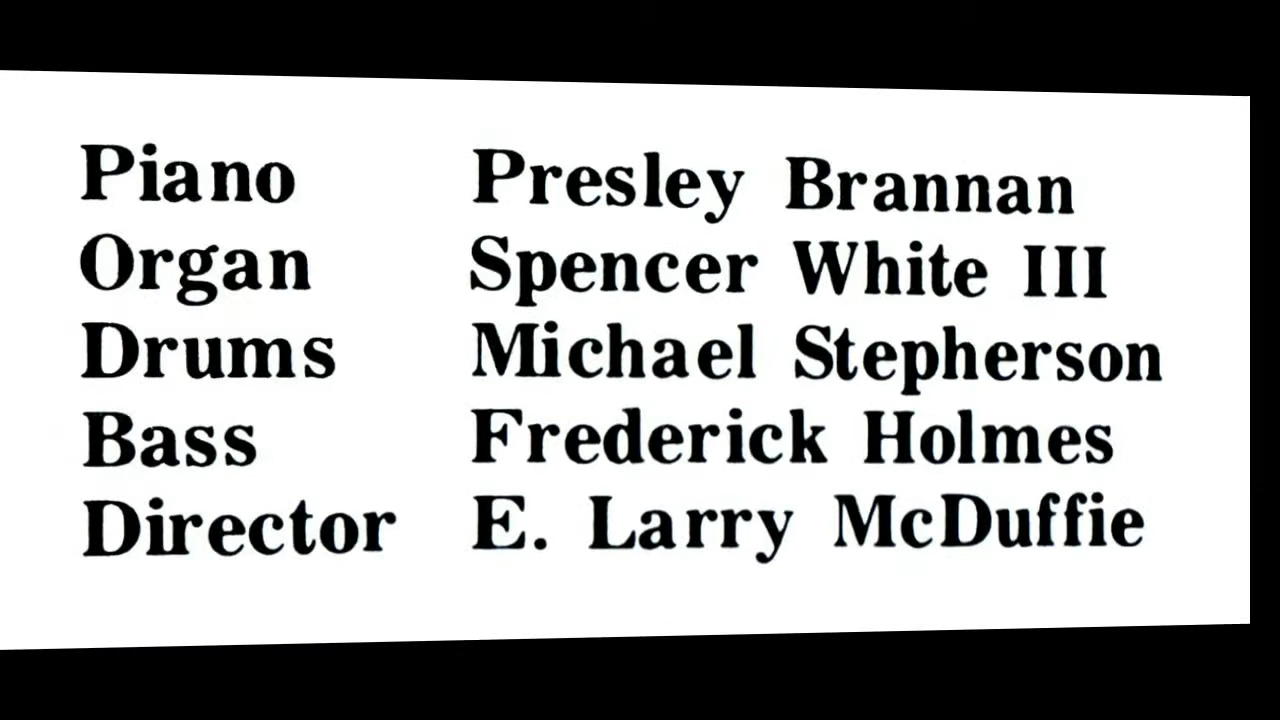 Piano Presley Brannan
Organ Spencer White III
Drums Michael Stepherson
Bass Frederick Holmes
Director E. Larry McDuffie